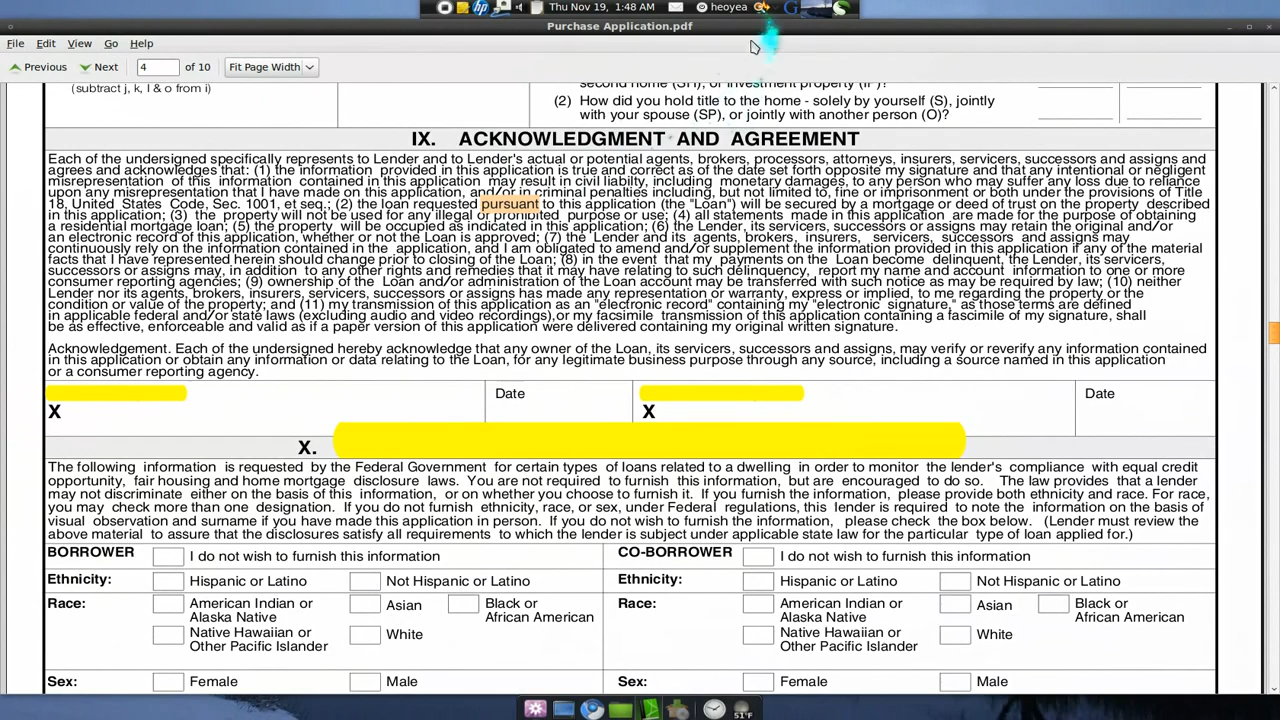 Thu Nov 19, 1:48 AM
heoyea
Purchase Application.pdf
File Edit View Go Help
Previous Next 4 of 10 Fit Page Width
(subtract j, k, l & o from i)
second home (SH), or investment property (IP)?
(2) How did you hold title to the home - solely by yourself (S), jointly
with your spouse (SP), or jointly with another person (O)?
IX. ACKNOWLEDGMENT AND AGREEMENT
Each of the undersigned specifically represents to Lender and to Lender's actual or potential agents, brokers, processors, attorneys, insurers, servicers, successors and assigns and
agrees and acknowledges that: (1) the information provided in this application is true and correct as of the date set forth opposite my signature and that any intentional or negligent
misrepresentation of this information contained in this application may result in civil liability, including monetary damages, to any person who may suffer any loss due to reliance
upon any misrepresentation that I have made on this application, and/or in criminal penalties including, but not limited to, fine or imprisonment or both under the provisions of Title
18, United States Code, Sec. 1001, et seq.; (2) the loan requested pursuant to this application (the "Loan") will be secured by a mortgage or deed of trust on the property described
in this application; (3) the property will not be used for any illegal or prohibited purpose or use; (4) all statements made in this application are made for the purpose of obtaining
a residential mortgage loan; (5) the property will be occupied as indicated in this application; (6) the Lender, its servicers, successors or assigns may retain the original and/or
an electronic record of this application, whether or not the Loan is approved; (7) the Lender and its agents, brokers, insurers, servicers, successors and assigns may
continuously rely on the information contained in the application, and I am obligated to amend and/or supplement the information provided in this application if any of the material
facts that I have represented herein should change prior to closing of the Loan; (8) in the event that my payments on the Loan become delinquent, the Lender, its servicers,
successors or assigns may, in addition to any other rights and remedies that it may have relating to such delinquency, report my name and account information to one or more
consumer reporting agencies; (9) ownership of the Loan and/or administration of the Loan account may be transferred with such notice as may be required by law; (10) neither
Lender nor its agents, brokers, insurers, servicers, successors or assigns has made any representation or warranty, express or implied, to me regarding the property or the
condition or value of the property; and (11) my transmission of this application as an "electronic record" containing my "electronic signature," as those terms are defined
in applicable federal and/or state laws (excluding audio and video recordings),or my facsimile transmission of this application containing a fascimile of my signature, shall
be as effective, enforceable and valid as if a paper version of this application were delivered containing my original written signature.
Acknowledgement. Each of the undersigned hereby acknowledge that any owner of the Loan, its servicers, successors and assigns, may verify or reverify any information contained
in this application or obtain any information or data relating to the Loan, for any legitimate business purpose through any source, including a source named in this application
or a consumer reporting agency.
Date Date
X X
X.
The following information is requested by the Federal Government for certain types of loans related to a dwelling in order to monitor the lender's compliance with equal credit
opportunity, fair housing and home mortgage disclosure laws. You are not required to furnish this information, but are encouraged to do so. The law provides that a lender
may not discriminate either on the basis of this information, or on whether you choose to furnish it. If you furnish the information, please provide both ethnicity and race. For race,
you may check more than one designation. If you do not furnish ethnicity, race, or sex, under Federal regulations, this lender is required to note the information on the basis of
visual observation and surname if you have made this application in person. If you do not wish to furnish the information, please check the box below. (Lender must review the
above material to assure that the disclosures satisfy all requirements to which the lender is subject under applicable state law for the particular type of loan applied for.)
BORROWER I do not wish to furnish this information CO-BORROWER I do not wish to furnish this information
Ethnicity: Hispanic or Latino Not Hispanic or Latino Ethnicity: Hispanic or Latino Not Hispanic or Latino
Race: American Indian or Asian Black or Race: American Indian or Asian Black or
Alaska Native African American Alaska Native African American
Native Hawaiian or White Native Hawaiian or White
Other Pacific Islander Other Pacific Islander
Sex: Female Male Sex: Female Male
51°F